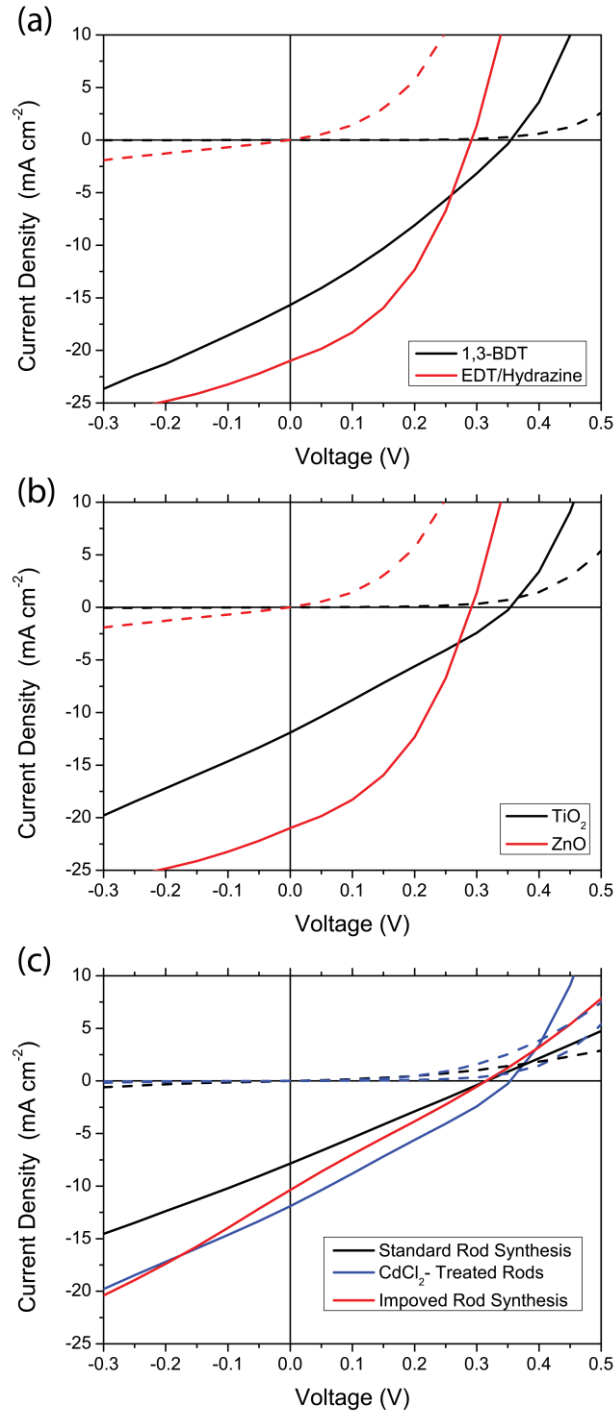 (a)
10
5
0
-5
-10
-15
-20
-25
Current Density (mA cm⁻²)
1,3-BDT
EDT/Hydrazine
-0.3 -0.2 -0.1 0.0 0.1 0.2 0.3 0.4 0.5
Voltage (V)
(b)
10
5
0
-5
-10
-15
-20
-25
Current Density (mA cm⁻²)
TiO₂
ZnO
-0.3 -0.2 -0.1 0.0 0.1 0.2 0.3 0.4 0.5
Voltage (V)
(c)
10
5
0
-5
-10
-15
-20
-25
Current Density (mA cm⁻²)
Standard Rod Synthesis
CdCl₂- Treated Rods
Impoved Rod Synthesis
-0.3 -0.2 -0.1 0.0 0.1 0.2 0.3 0.4 0.5
Voltage (V)